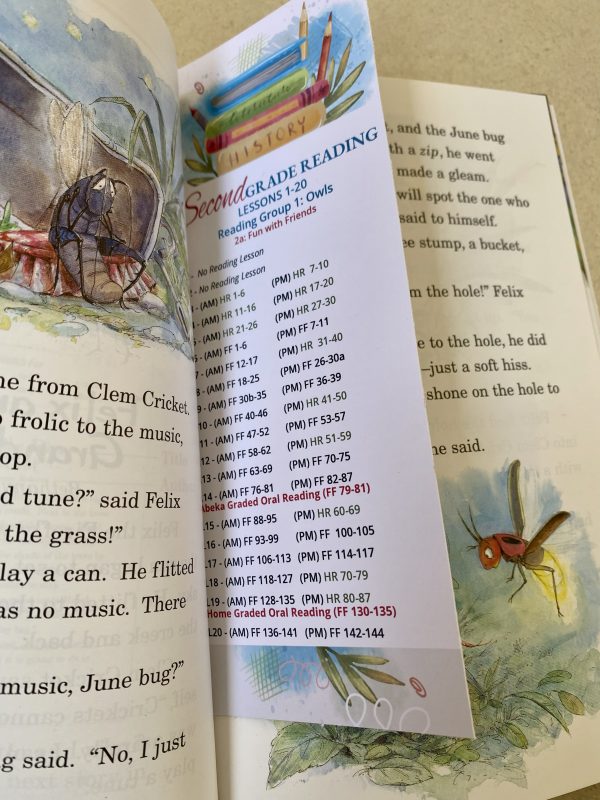 ne from Clem Cricket.
frolic to the music,
op.
d tune?" said Felix
the grass!"
lay a can. He flitted
as no music. There
music, June bug?"
g said. "No, I just
Literature
HISTORY
Second GRADE READING
LESSONS 1-20
Reading Group 1: Owls
2a: Fun with Friends
- No Reading Lesson
- No Reading Lesson
- (AM) HR 1-6 (PM) HR 7-10
- (AM) HR 11-16 (PM) HR 17-20
- (AM) HR 21-26 (PM) HR 27-30
- (AM) FF 1-6 (PM) FF 7-11
- (AM) FF 12-17 (PM) HR 31-40
8 - (AM) FF 18-25 (PM) FF 26-30a
9 - (AM) FF 30b-35 (PM) FF 36-39
10 - (AM) FF 40-46 (PM) HR 41-50
11 - (AM) FF 47-52 (PM) FF 53-57
12 - (AM) FF 58-62 (PM) HR 51-59
13 - (AM) FF 63-69 (PM) FF 70-75
14 - (AM) FF 76-81 (PM) FF 82-87
Abeka Graded Oral Reading (FF 79-81)
L15 - (AM) FF 88-95 (PM) HR 60-69
L16 - (AM) FF 93-99 (PM) FF 100-105
L17 - (AM) FF 106-113 (PM) FF 114-117
L18 - (AM) FF 118-127 (PM) HR 70-79
L19 - (AM) FF 128-135 (PM) HR 80-87
Home Graded Oral Reading (FF 130-135)
L20 - (AM) FF 136-141 (PM) FF 142-144
, and the June bug
th a zip, he went
made a gleam.
will spot the one who
said to himself.
ee stump, a bucket,
m the hole!" Felix
e to the hole, he did
—just a soft hiss.
shone on the hole to
he said.